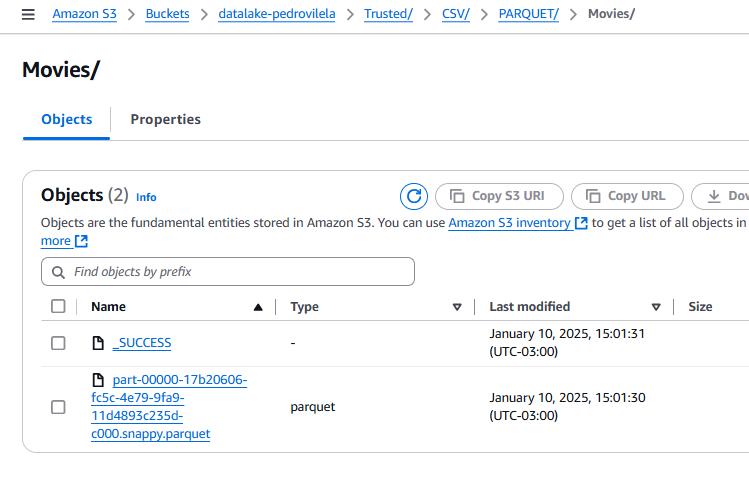 Amazon S3 > Buckets > datalake-pedrovilela > Trusted/ > CSV/ > PARQUET/ > Movies/
Movies/
Objects Properties
Objects (2) Info
Copy S3 URI Copy URL Dow
Objects are the fundamental entities stored in Amazon S3. You can use Amazon S3 inventory to get a list of all objects in
more
Find objects by prefix
Name Type Last modified Size
_SUCCESS - January 10, 2025, 15:01:31
(UTC-03:00)
part-00000-17b20606-
fc5c-4e79-9fa9-
11d4893c235d-
c000.snappy.parquet
parquet
January 10, 2025, 15:01:30
(UTC-03:00)